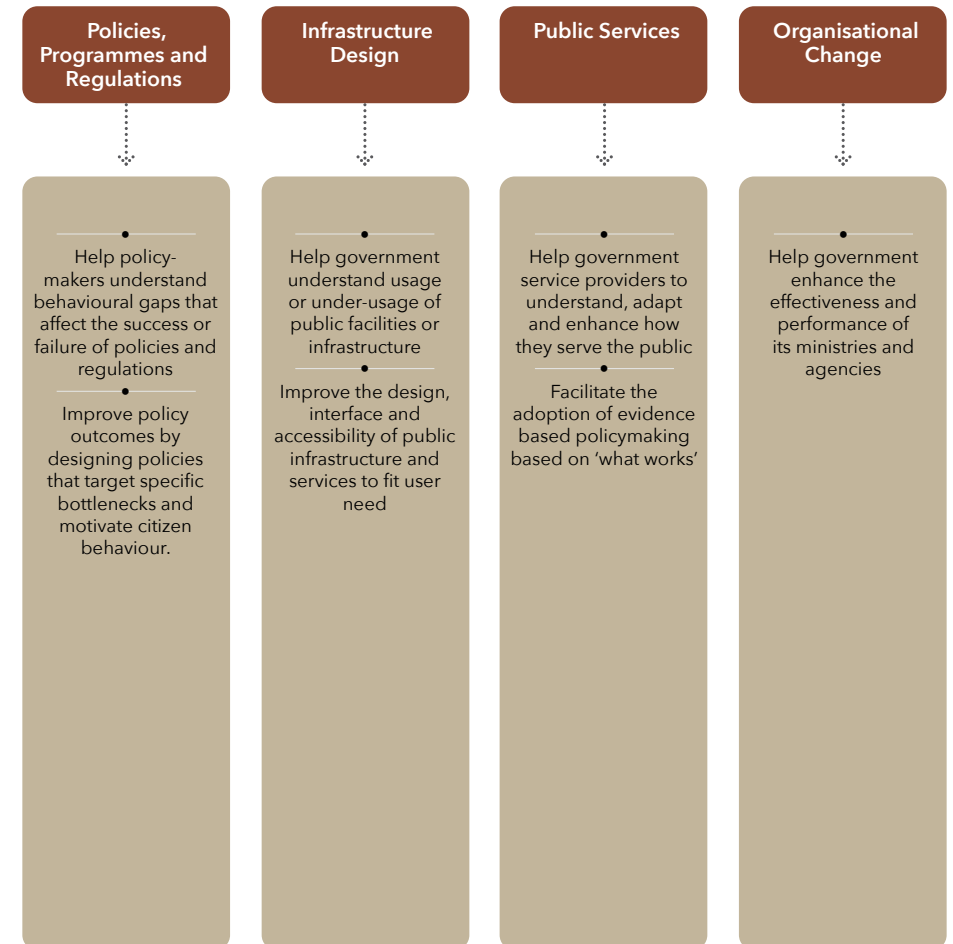 Policies,
Programmes and
Regulations
Help policy-
makers understand
behavioural gaps that
affect the success or
failure of policies and
regulations
Improve policy
outcomes by
designing policies
that target specific
bottlenecks and
motivate citizen
behaviour.
Infrastructure
Design
Help government
understand usage
or under-usage of
public facilities or
infrastructure
Improve the design,
interface and
accessibility of public
infrastructure and
services to fit user
need
Public Services
Help government
service providers to
understand, adapt
and enhance how
they serve the public
Facilitate the
adoption of evidence
based policymaking
based on ‘what works’
Organisational
Change
Help government
enhance the
effectiveness and
performance of
its ministries and
agencies